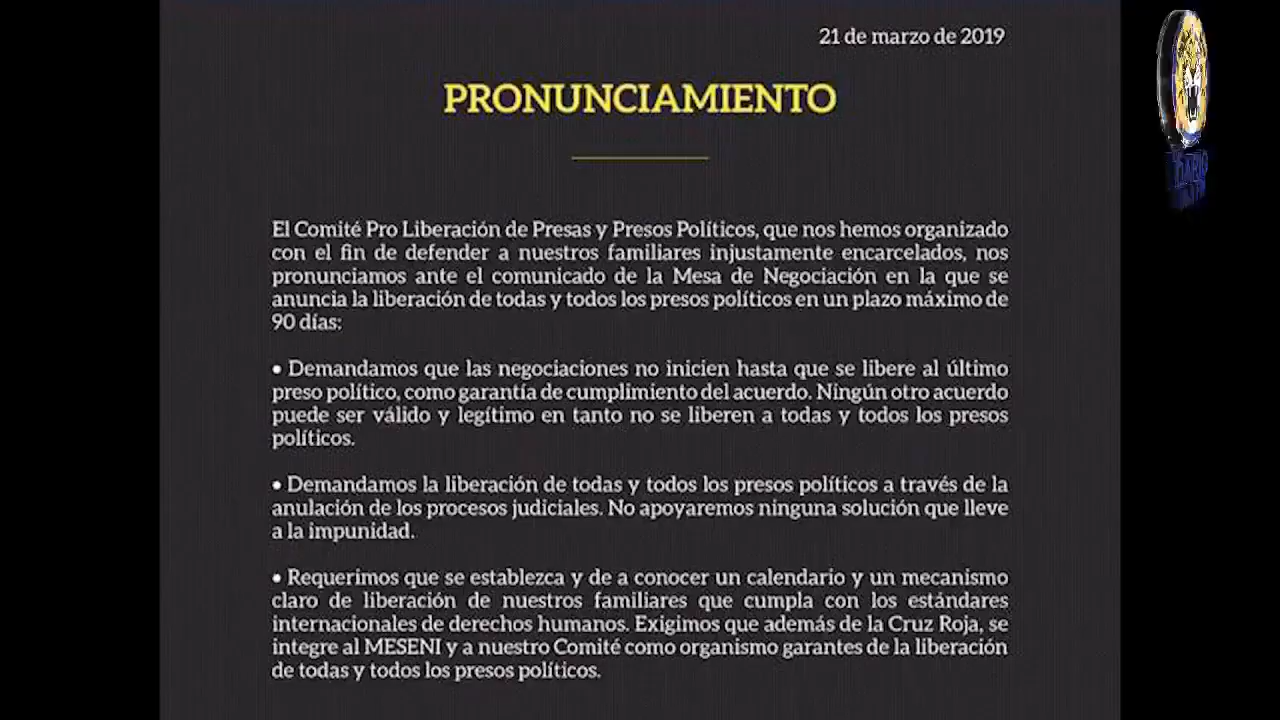 21 de marzo de 2019
PRONUNCIAMIENTO
El Comité Pro Liberación de Presas y Presos Políticos, que nos hemos organizado
con el fin de defender a nuestros familiares injustamente encarcelados, nos
pronunciamos ante el comunicado de la Mesa de Negociación en la que se
anuncia la liberación de todas y todos los presos políticos en un plazo máximo de
90 días:
• Demandamos que las negociaciones no inicien hasta que se libere al último
preso político, como garantía de cumplimiento del acuerdo. Ningún otro acuerdo
puede ser válido y legítimo en tanto no se liberen a todas y todos los presos
políticos.
• Demandamos la liberación de todas y todos los presos políticos a través de la
anulación de los procesos judiciales. No apoyaremos ninguna solución que lleve
a la impunidad.
• Requerimos que se establezca y de a conocer un calendario y un mecanismo
claro de liberación de nuestros familiares que cumpla con los estándares
internacionales de derechos humanos. Exigimos que además de la Cruz Roja, se
integre al MESENI y a nuestro Comité como organismo garantes de la liberación
de todas y todos los presos políticos.